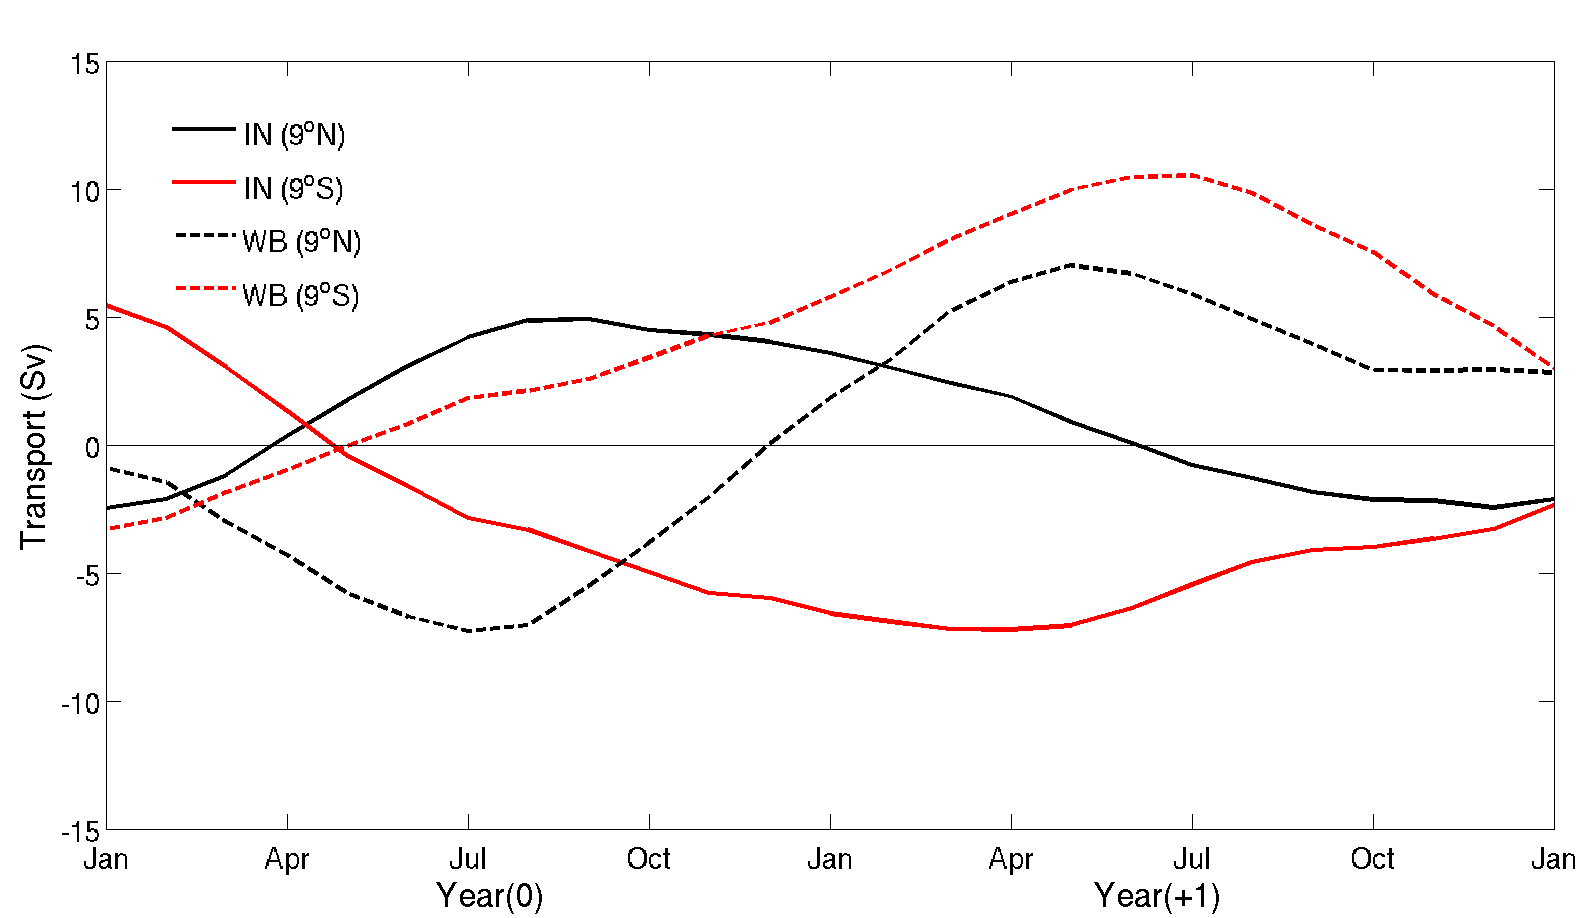 15
10
5
0
-5
-10
-15
Transport (Sv)
IN (9°N)
IN (9°S)
WB (9°N)
WB (9°S)
Jan Apr Jul Oct Jan Apr Jul Oct Jan
Year(0) Year(+1)